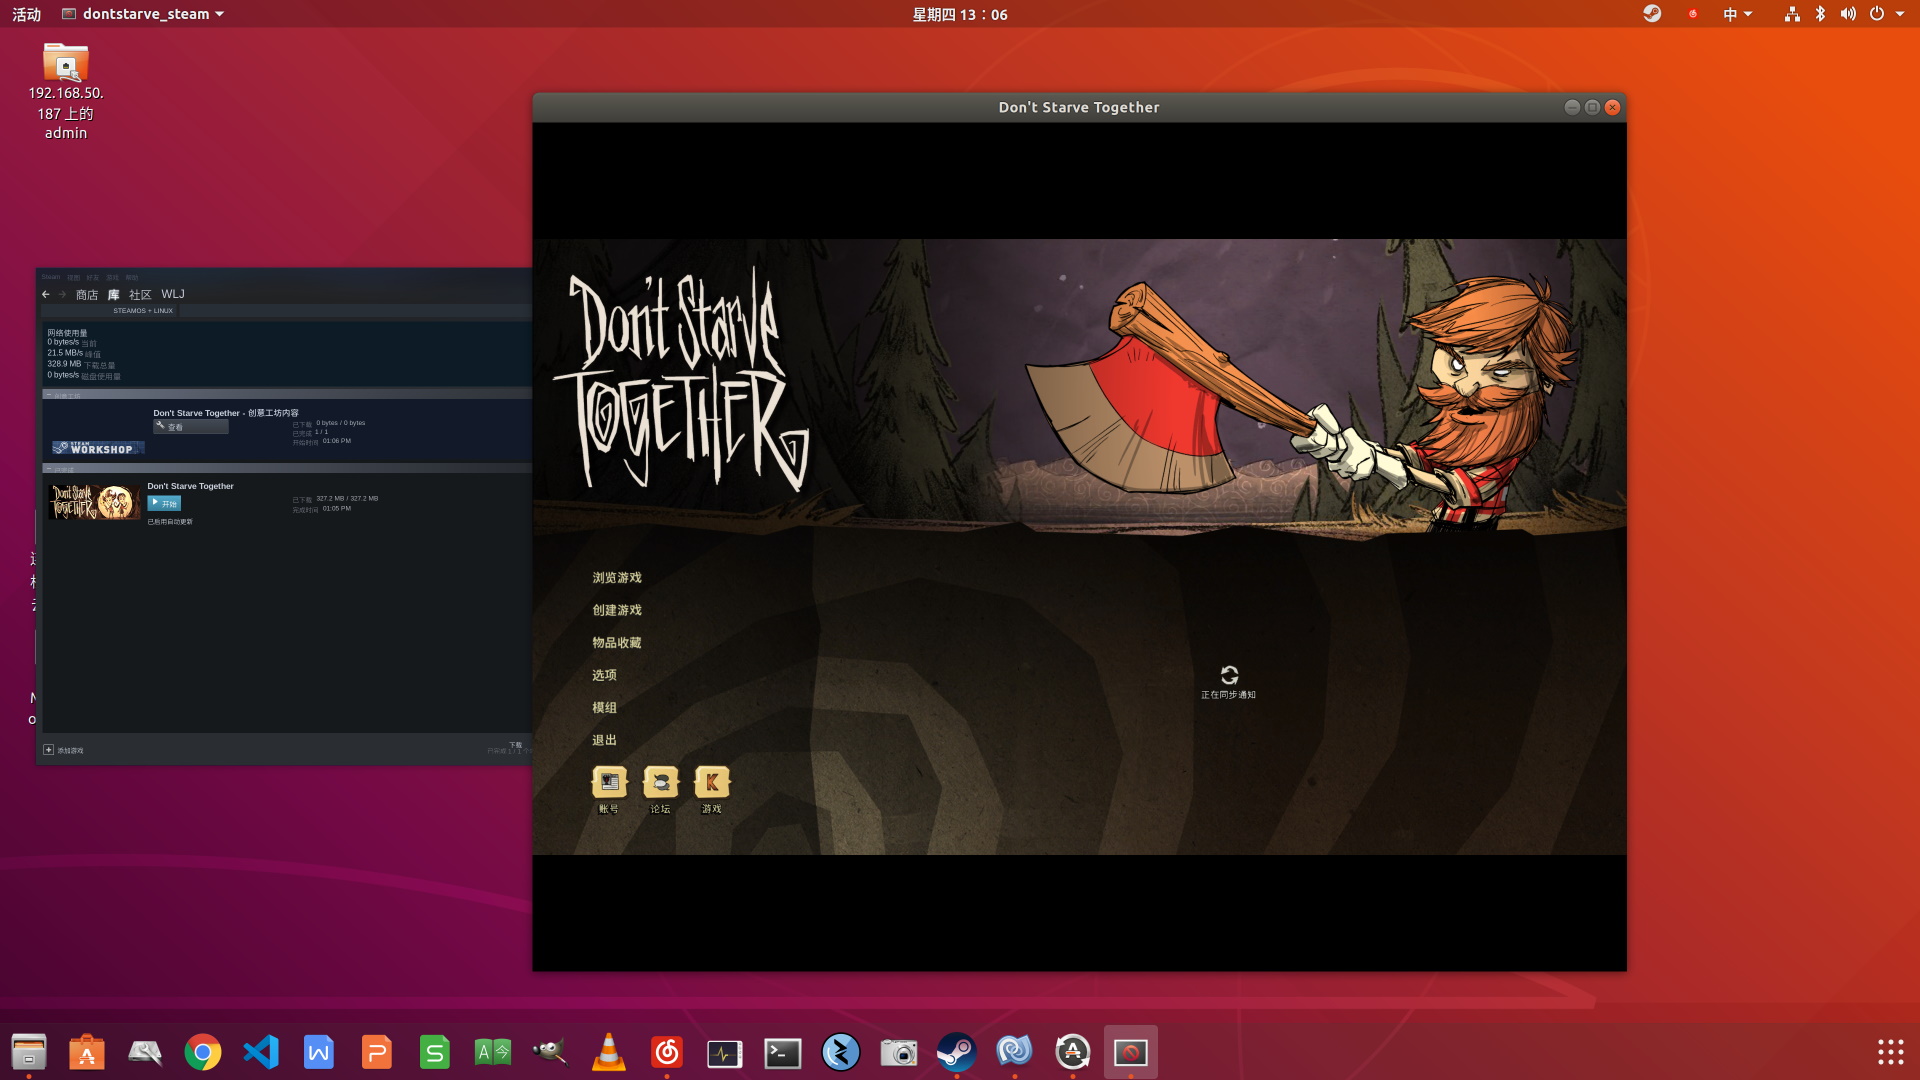 活动
dontstarve_steam
星期四 13：06
中
192.168.50.
187 上的
admin
Don't Starve Together
Steam 视图 好友 游戏 帮助
商店 库 社区 WLJ
STEAMOS + LINUX
网络使用量
0 bytes/s 当前
21.5 MB/s 峰值
328.9 MB 下载总量
0 bytes/s 磁盘使用量
创意工坊
Don't Starve Together - 创意工坊内容
查看
已下载 0 bytes / 0 bytes
已完成 1 / 1
开始时间 01:06 PM
STEAM
WORKSHOP
Don't Starve
TOGETHER
Don't Starve Together
开始
已启用自动更新
已下载 327.2 MB / 327.2 MB
完成时间 01:05 PM
添加游戏
下载
DON'T STARVE
TOGETHER
浏览游戏
创建游戏
物品收藏
选项
模组
退出
K
账号
论坛
游戏
正在同步通知
W
P
S
A 今